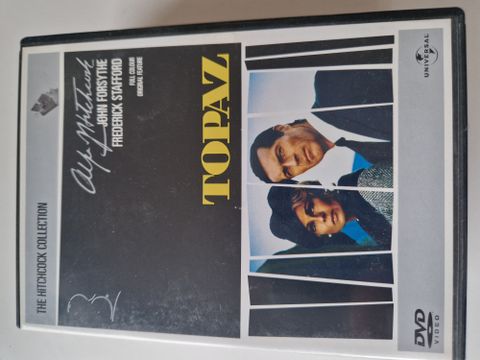 THE HITCHCOCK COLLECTION
Alfred Hitchcock
JOHN FORSYTHE
FREDERICK STAFFORD
FULL COLOUR
ORIGINAL FEATURE
TOPAZ
UNIVERSAL
DVD
VIDEO